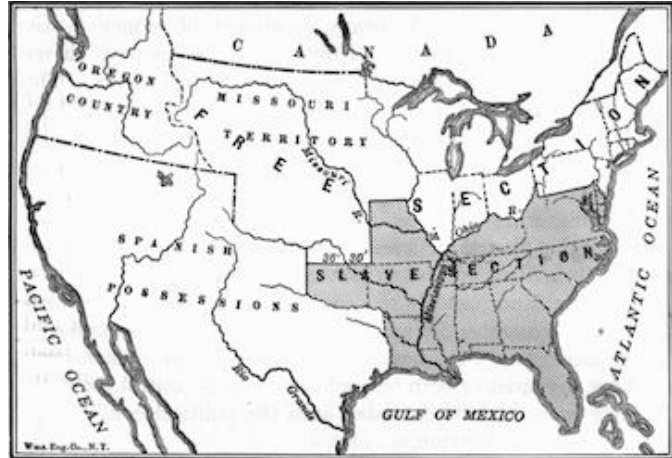 CANADA
OREGON
COUNTRY
MISSOURI
TERRITORY
FREE
SECTION
Missouri
R.
Ohio
R.
SPANISH
POSSESSIONS
36° 30'
SLAVE SECTION
Mississippi
Rio Grande
PACIFIC OCEAN
ATLANTIC OCEAN
GULF OF MEXICO
Wms. Eng. Co., N. Y.